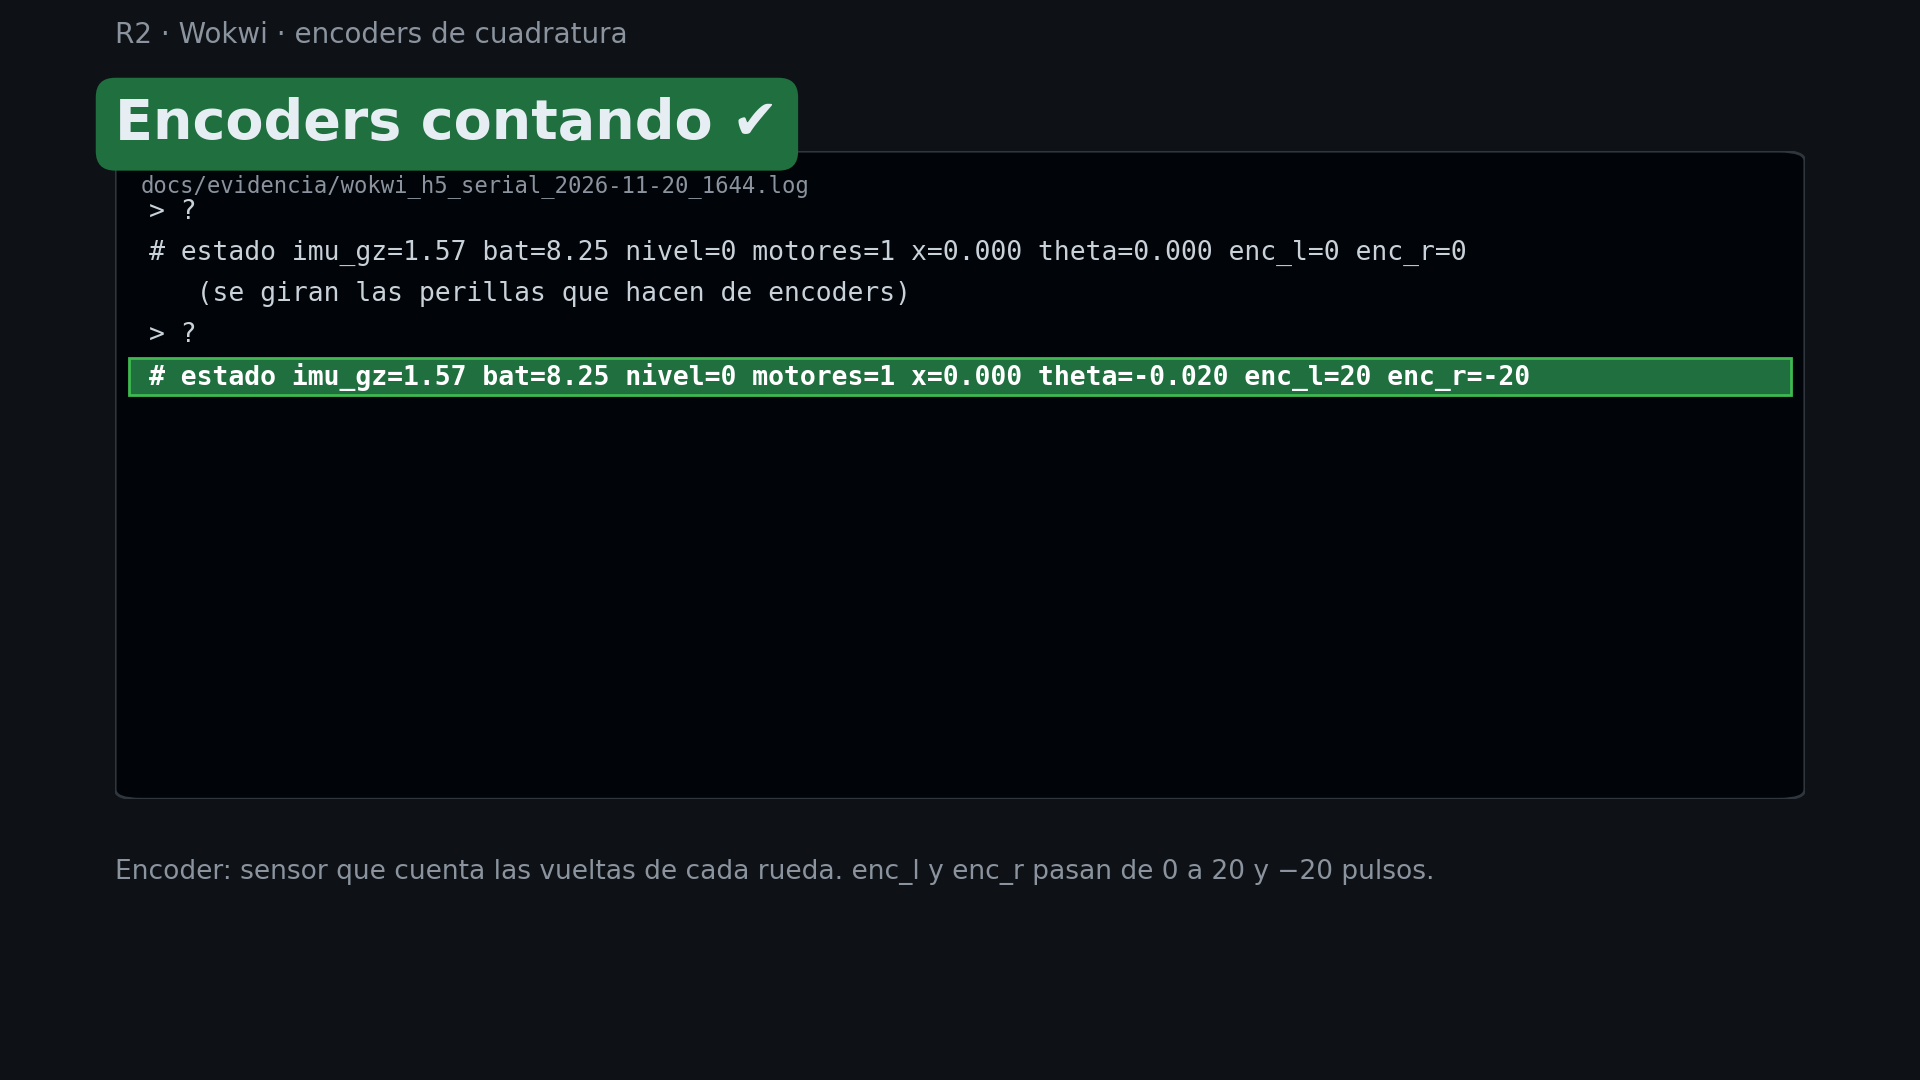 R2 · Wokwi · encoders de cuadratura
Encoders contando ✔
docs/evidencia/wokwi_h5_serial_2026-11-20_1644.log
> ?
# estado imu_gz=1.57 bat=8.25 nivel=0 motores=1 x=0.000 theta=0.000 enc_l=0 enc_r=0
(se giran las perillas que hacen de encoders)
> ?
# estado imu_gz=1.57 bat=8.25 nivel=0 motores=1 x=0.000 theta=-0.020 enc_l=20 enc_r=-20
Encoder: sensor que cuenta las vueltas de cada rueda. enc_l y enc_r pasan de 0 a 20 y −20 pulsos.